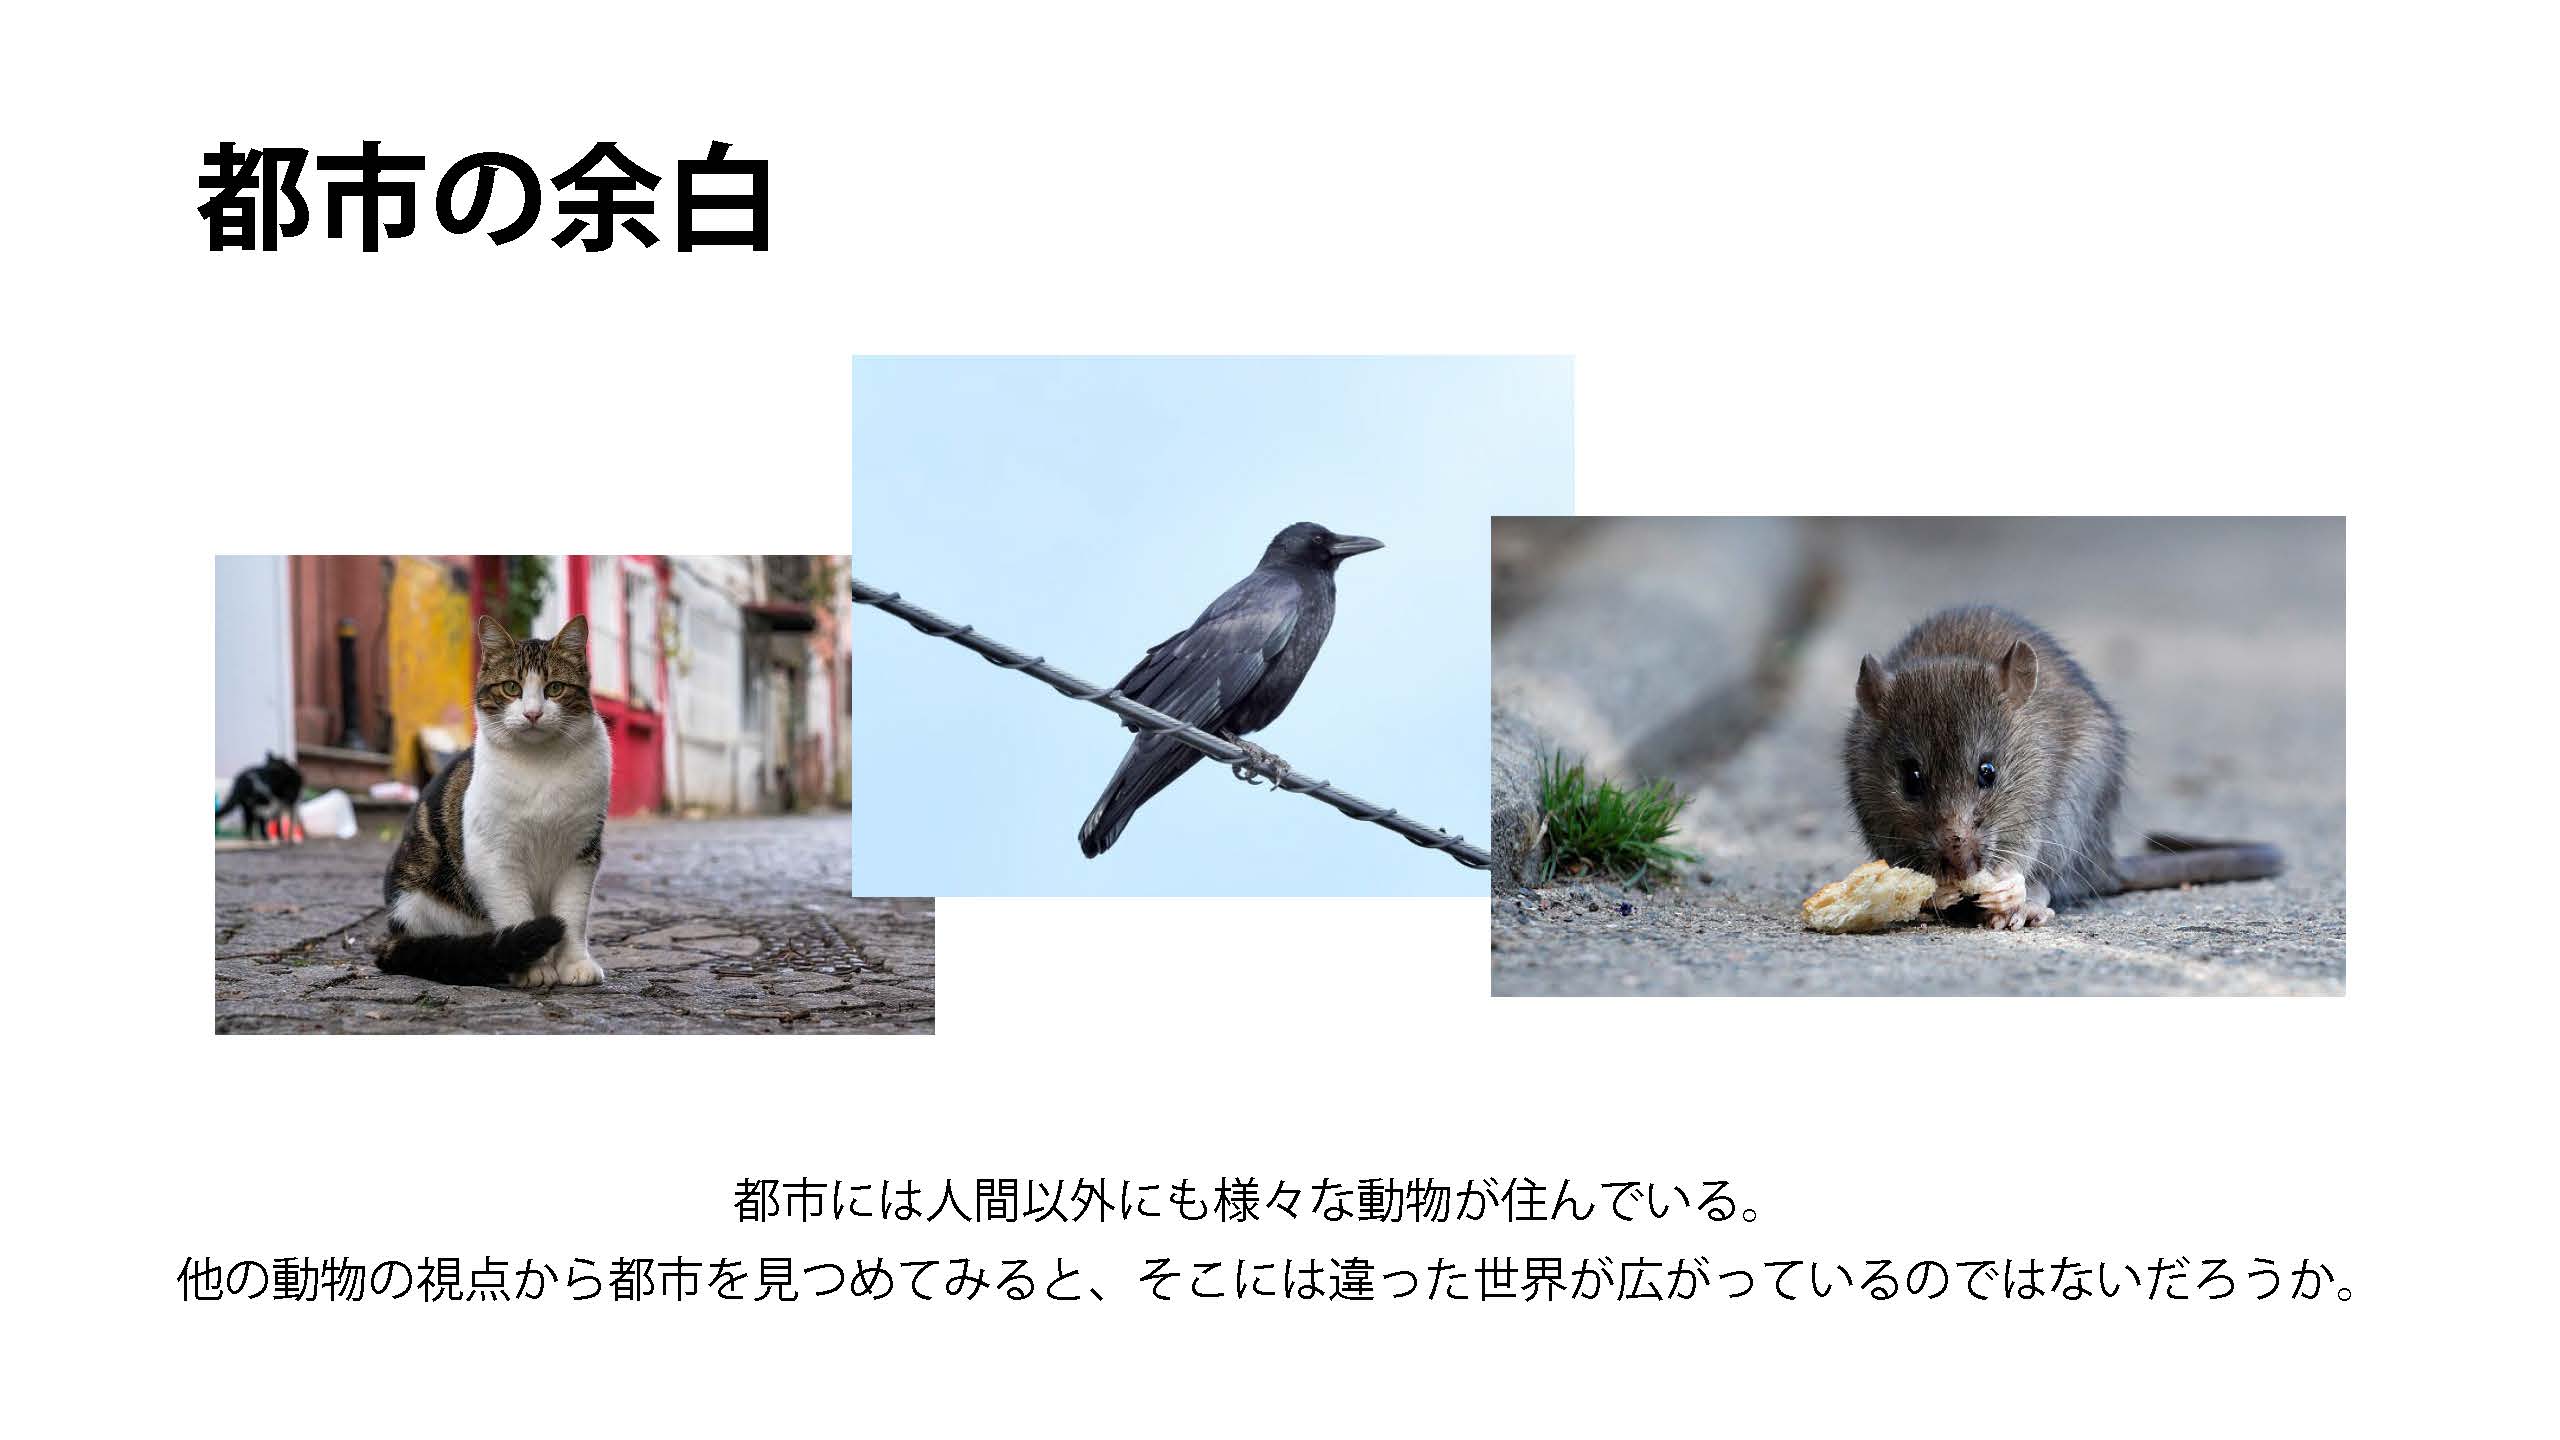 都市の余白
都市には人間以外にも様々な動物が住んでいる。
他の動物の視点から都市を見つめてみると、そこには違った世界が広がっているのではないだろうか。